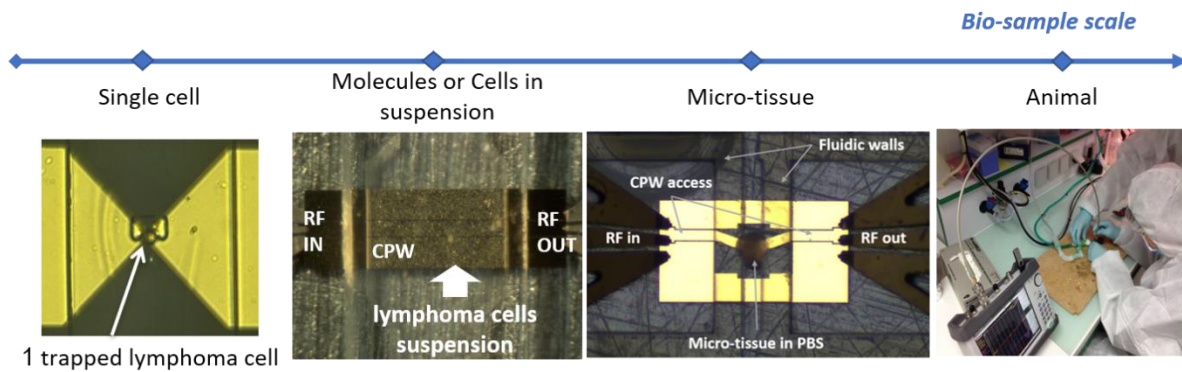 Bio-sample scale
Single cell
Molecules or Cells in
suspension
Micro-tissue
Animal
RF
IN
CPW
RF
OUT
lymphoma cells
suspension
1 trapped lymphoma cell
Fluidic walls
CPW access
RF in
RF out
Micro-tissue in PBS